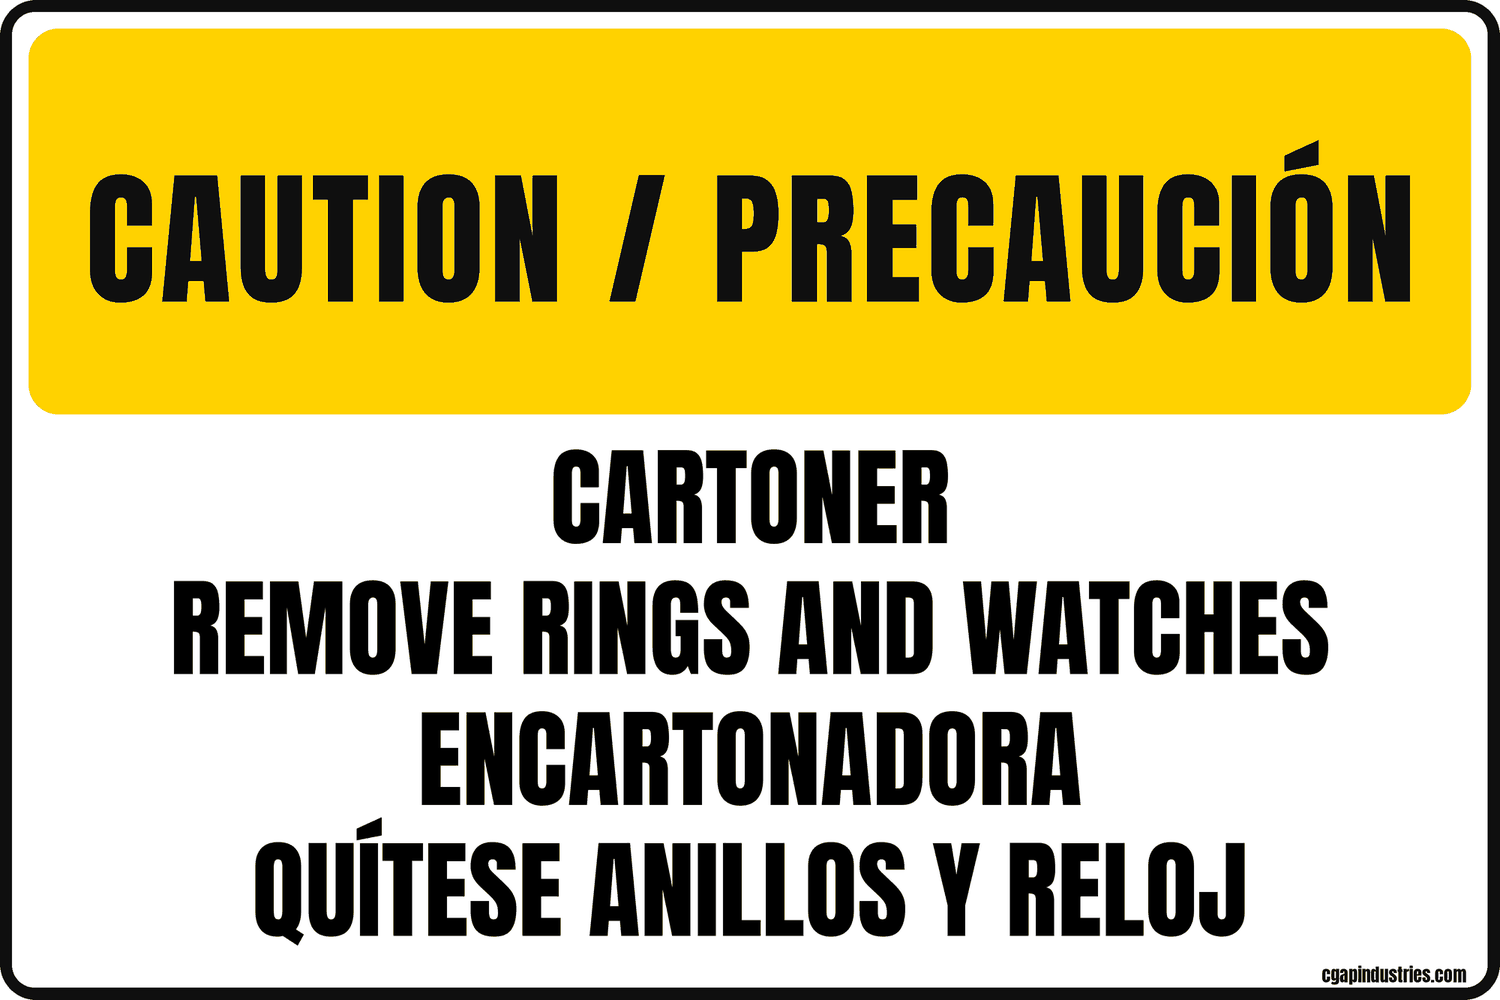 CAUTION / PRECAUCIÓN
CARTONER
REMOVE RINGS AND WATCHES
ENCARTONADORA
QUÍTESE ANILLOS Y RELOJ
cgapindustries.com